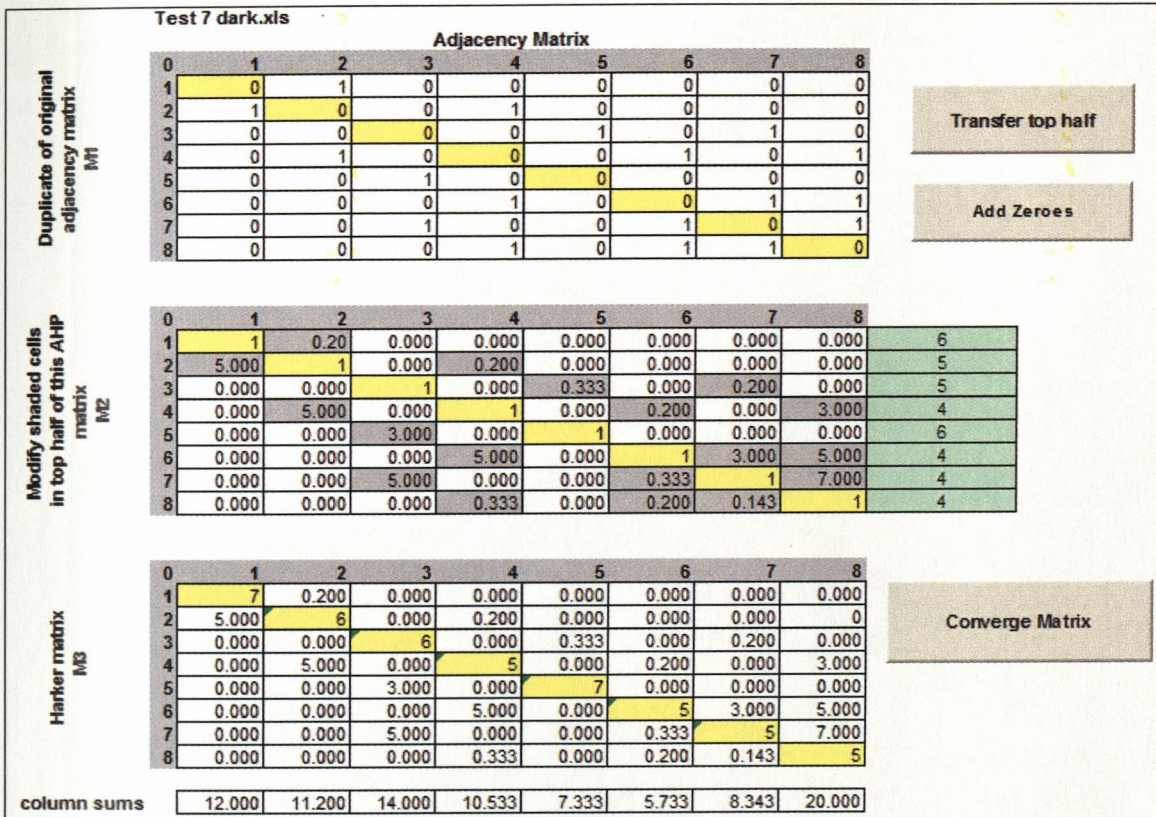 Test 7 dark.xls
Adjacency Matrix
Duplicate of original
adjacency matrix
M1
0 1 2 3 4 5 6 7 8
1 0 1 0 0 0 0 0 0
2 1 0 0 1 0 0 0 0
3 0 0 0 0 1 0 1 0
4 0 1 0 0 0 1 0 1
5 0 0 1 0 0 0 0 0
6 0 0 0 1 0 0 1 1
7 0 0 1 0 0 1 0 1
8 0 0 0 1 0 1 1 0
Transfer top half
Add Zeroes
Modify shaded cells
in top half of this AHP
matrix
M2
0 1 2 3 4 5 6 7 8
1 1 0.20 0.000 0.000 0.000 0.000 0.000 0.000 6
2 5.000 1 0.000 0.200 0.000 0.000 0.000 0.000 5
3 0.000 0.000 1 0.000 0.333 0.000 0.200 0.000 5
4 0.000 5.000 0.000 1 0.000 0.200 0.000 3.000 4
5 0.000 0.000 3.000 0.000 1 0.000 0.000 0.000 6
6 0.000 0.000 0.000 5.000 0.000 1 3.000 5.000 4
7 0.000 0.000 5.000 0.000 0.000 0.333 1 7.000 4
8 0.000 0.000 0.000 0.333 0.000 0.200 0.143 1 4
Harker matrix
M3
0 1 2 3 4 5 6 7 8
1 7 0.200 0.000 0.000 0.000 0.000 0.000 0.000
2 5.000 6 0.000 0.200 0.000 0.000 0.000 0
3 0.000 0.000 6 0.000 0.333 0.000 0.200 0.000
4 0.000 5.000 0.000 5 0.000 0.200 0.000 3.000
5 0.000 0.000 3.000 0.000 7 0.000 0.000 0.000
6 0.000 0.000 0.000 5.000 0.000 5 3.000 5.000
7 0.000 0.000 5.000 0.000 0.000 0.333 5 7.000
8 0.000 0.000 0.000 0.333 0.000 0.200 0.143 5
Converge Matrix
column sums 12.000 11.200 14.000 10.533 7.333 5.733 8.343 20.000